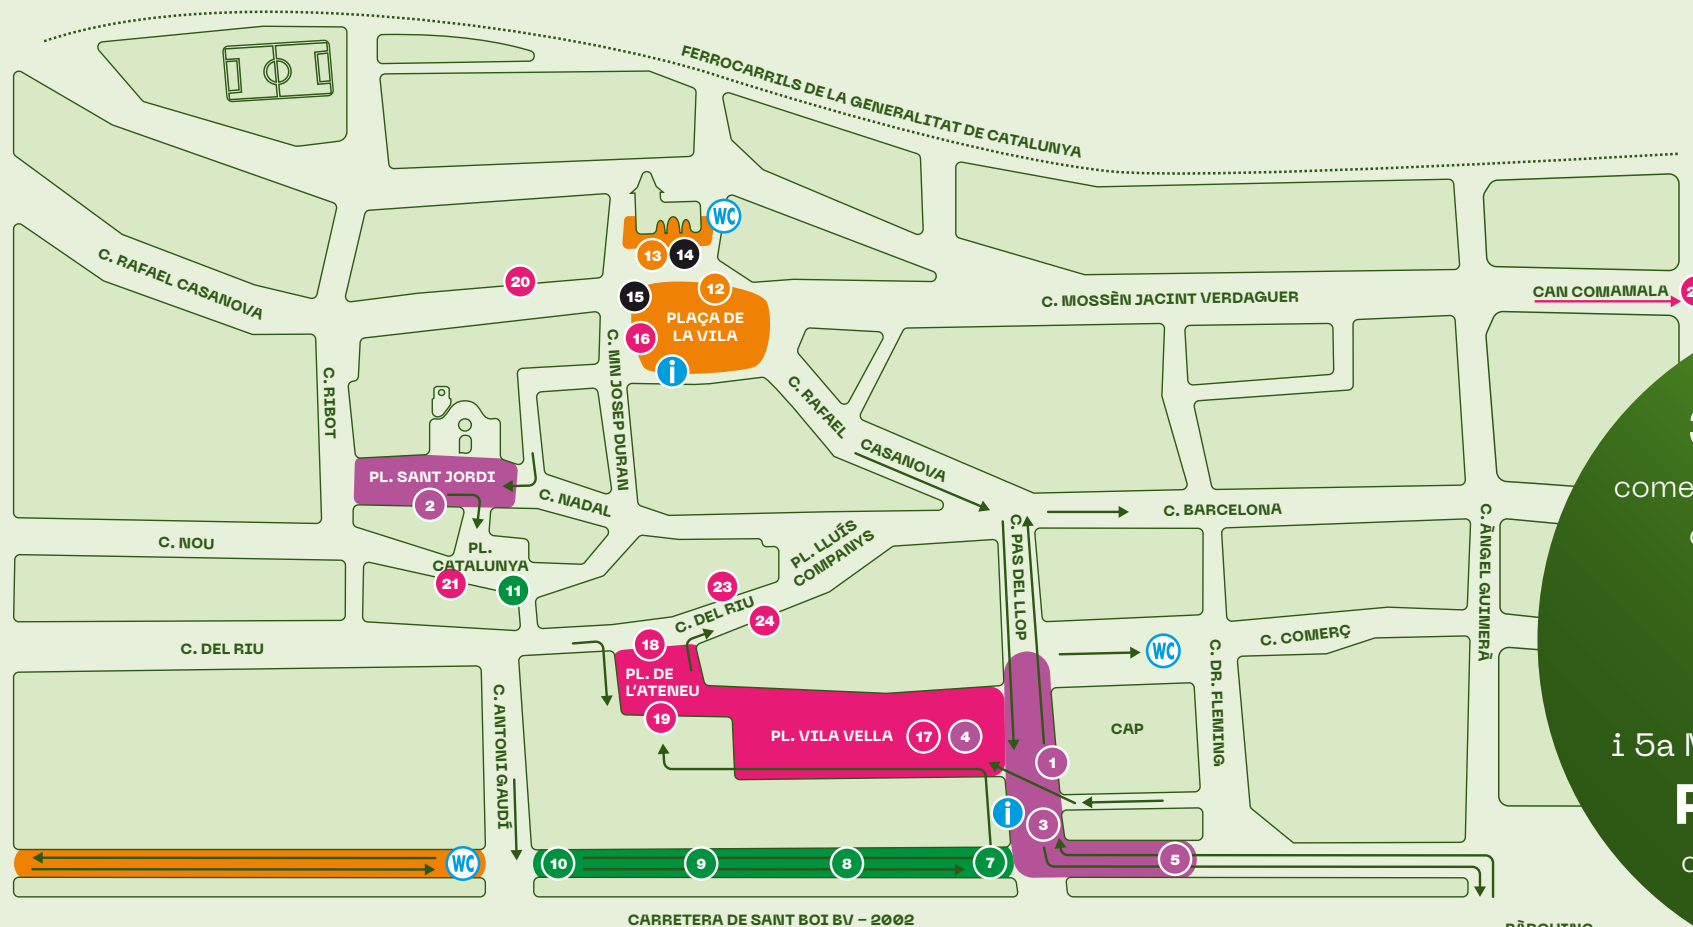 FERROCARRILS DE LA GENERALITAT DE CATALUNYA
WC
13
14
20
15
12
PLAÇA DE
LA VILA
16
i
C. RAFAEL CASANOVA
C. MOSSÈN JACINT VERDAGUER
CAN COMAMALA
C. RIBOT
C. MN JOSEP DURAN
C. RAFAEL
CASANOVA
PL. SANT JORDI
2
C. NADAL
C. NOU
PL.
CATALUNYA
21
11
PL. LLUÍS
COMPANYS
C. BARCELONA
C. PAS DEL LLOP
C. ÀNGEL GUIMERÀ
come
23
C. DEL RIU
24
C. DEL RIU
18
PL. DE
L'ATENEU
19
C. COMERÇ
WC
C. DR. FLEMING
C. ANTONI GAUDÍ
PL. VILA VELLA
17
4
CAP
1
i 5a
i
3
WC
10
9
8
7
5
CARRETERA DE SANT BOI BV – 2002